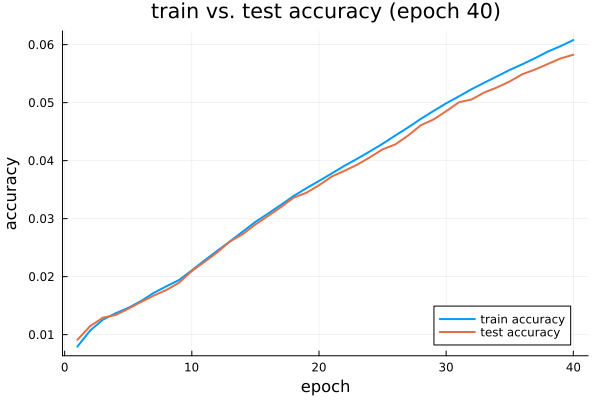 train vs. test accuracy (epoch 40)
0.06
0.05
0.04
0.03
0.02
0.01
accuracy
train accuracy
test accuracy
0 10 20 30 40
epoch